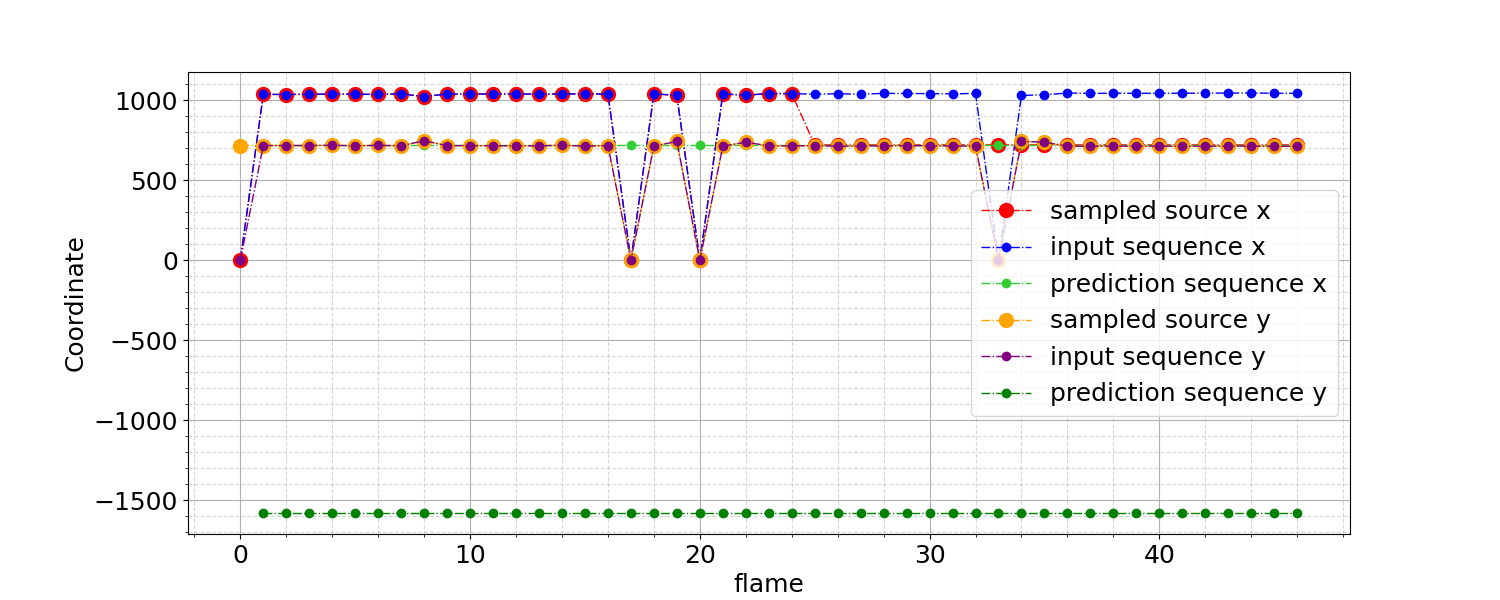 1000
500
0
−500
−1000
−1500
Coordinate
0
10
20
30
40
flame
sampled source x
input sequence x
prediction sequence x
sampled source y
input sequence y
prediction sequence y